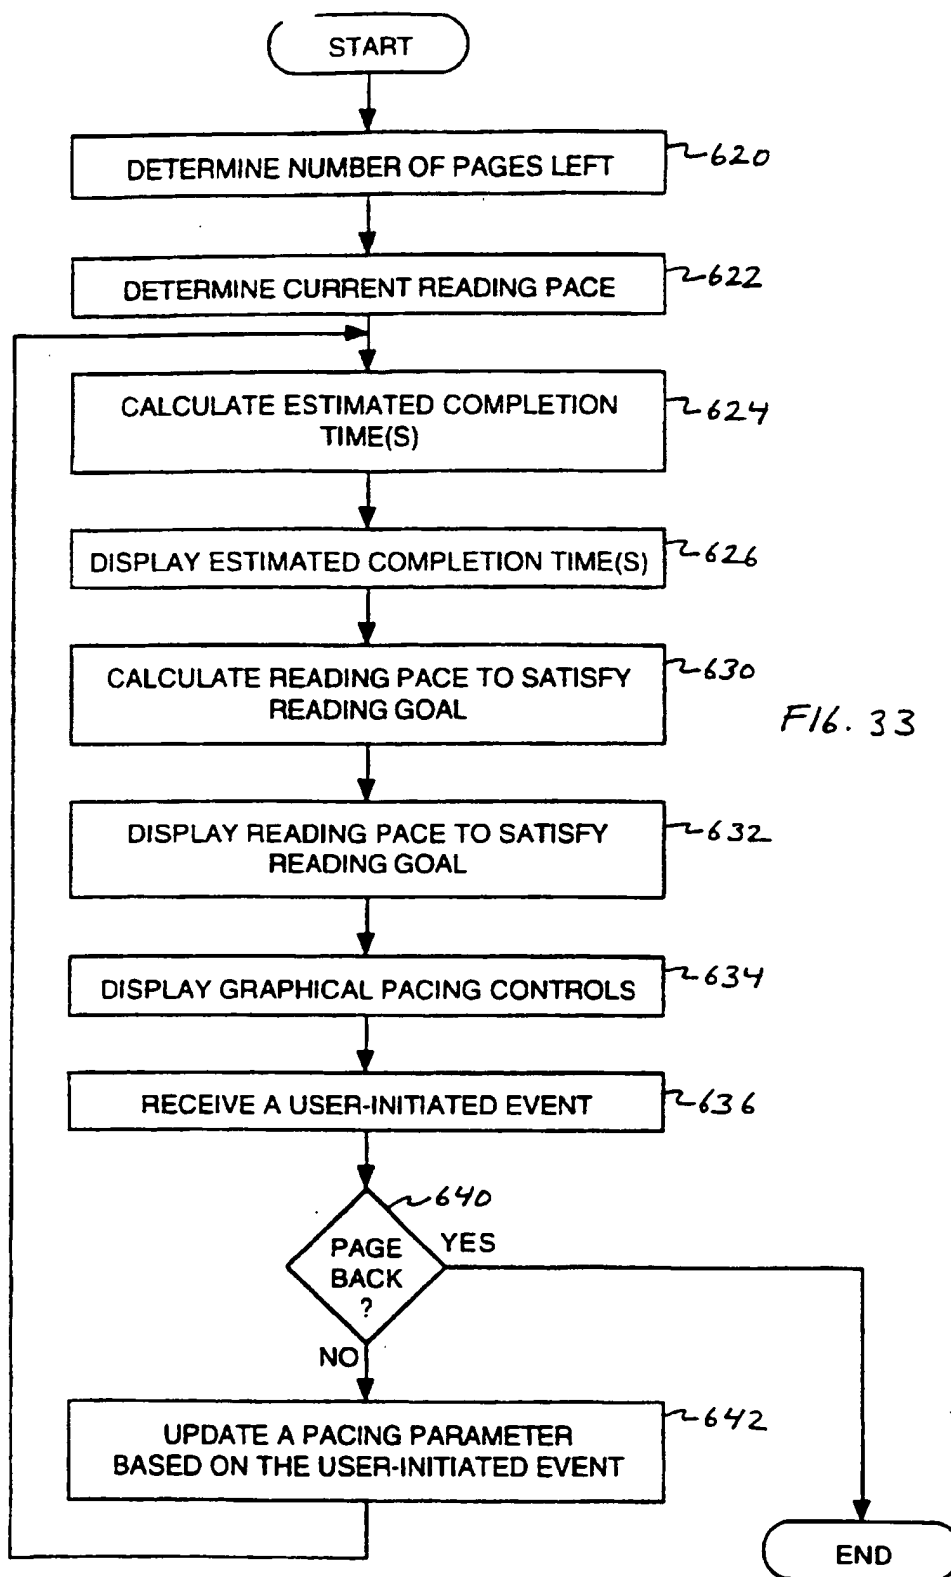 START
DETERMINE NUMBER OF PAGES LEFT
620
DETERMINE CURRENT READING PACE
622
CALCULATE ESTIMATED COMPLETION
TIME(S)
624
DISPLAY ESTIMATED COMPLETION TIME(S)
626
CALCULATE READING PACE TO SATISFY
READING GOAL
630
FIG. 33
DISPLAY READING PACE TO SATISFY
READING GOAL
632
DISPLAY GRAPHICAL PACING CONTROLS
634
RECEIVE A USER-INITIATED EVENT
636
640
PAGE
BACK
?
YES
NO
UPDATE A PACING PARAMETER
BASED ON THE USER-INITIATED EVENT
642
END